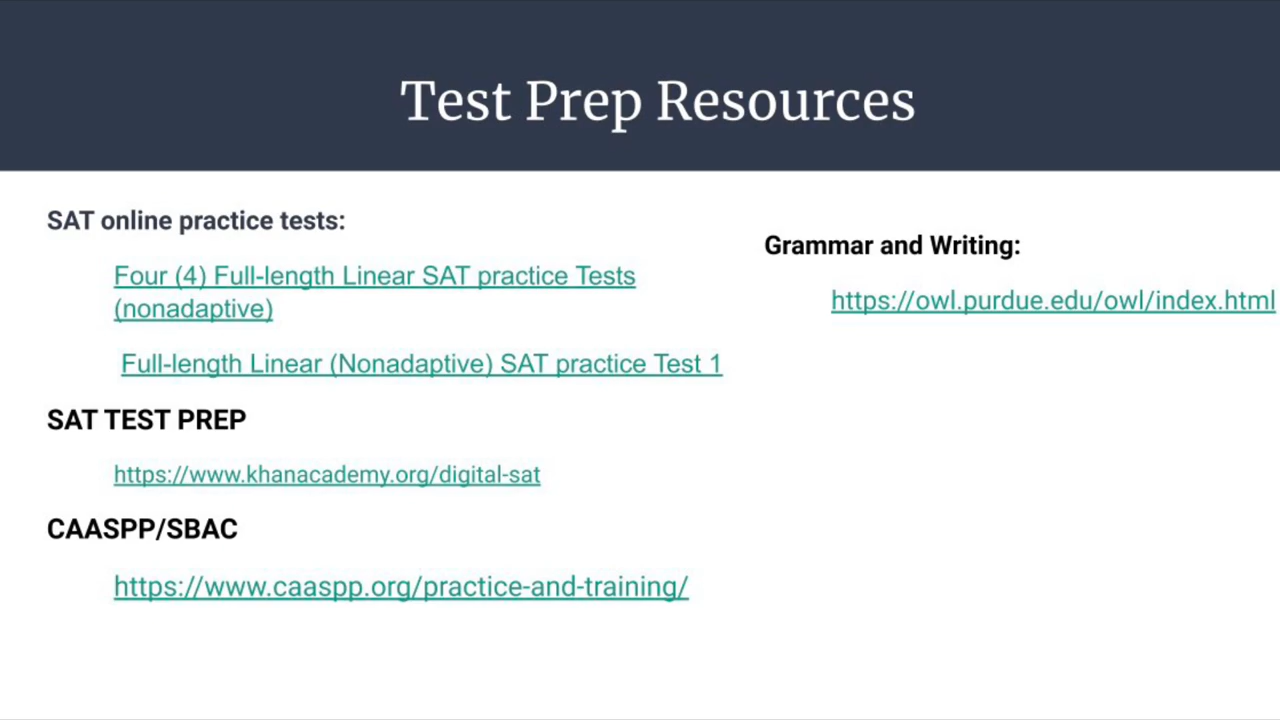 Test Prep Resources
SAT online practice tests:
Four (4) Full-length Linear SAT practice Tests
(nonadaptive)
Full-length Linear (Nonadaptive) SAT practice Test 1
SAT TEST PREP
https://www.khanacademy.org/digital-sat
CAASPP/SBAC
https://www.caaspp.org/practice-and-training/
Grammar and Writing:
https://owl.purdue.edu/owl/index.html